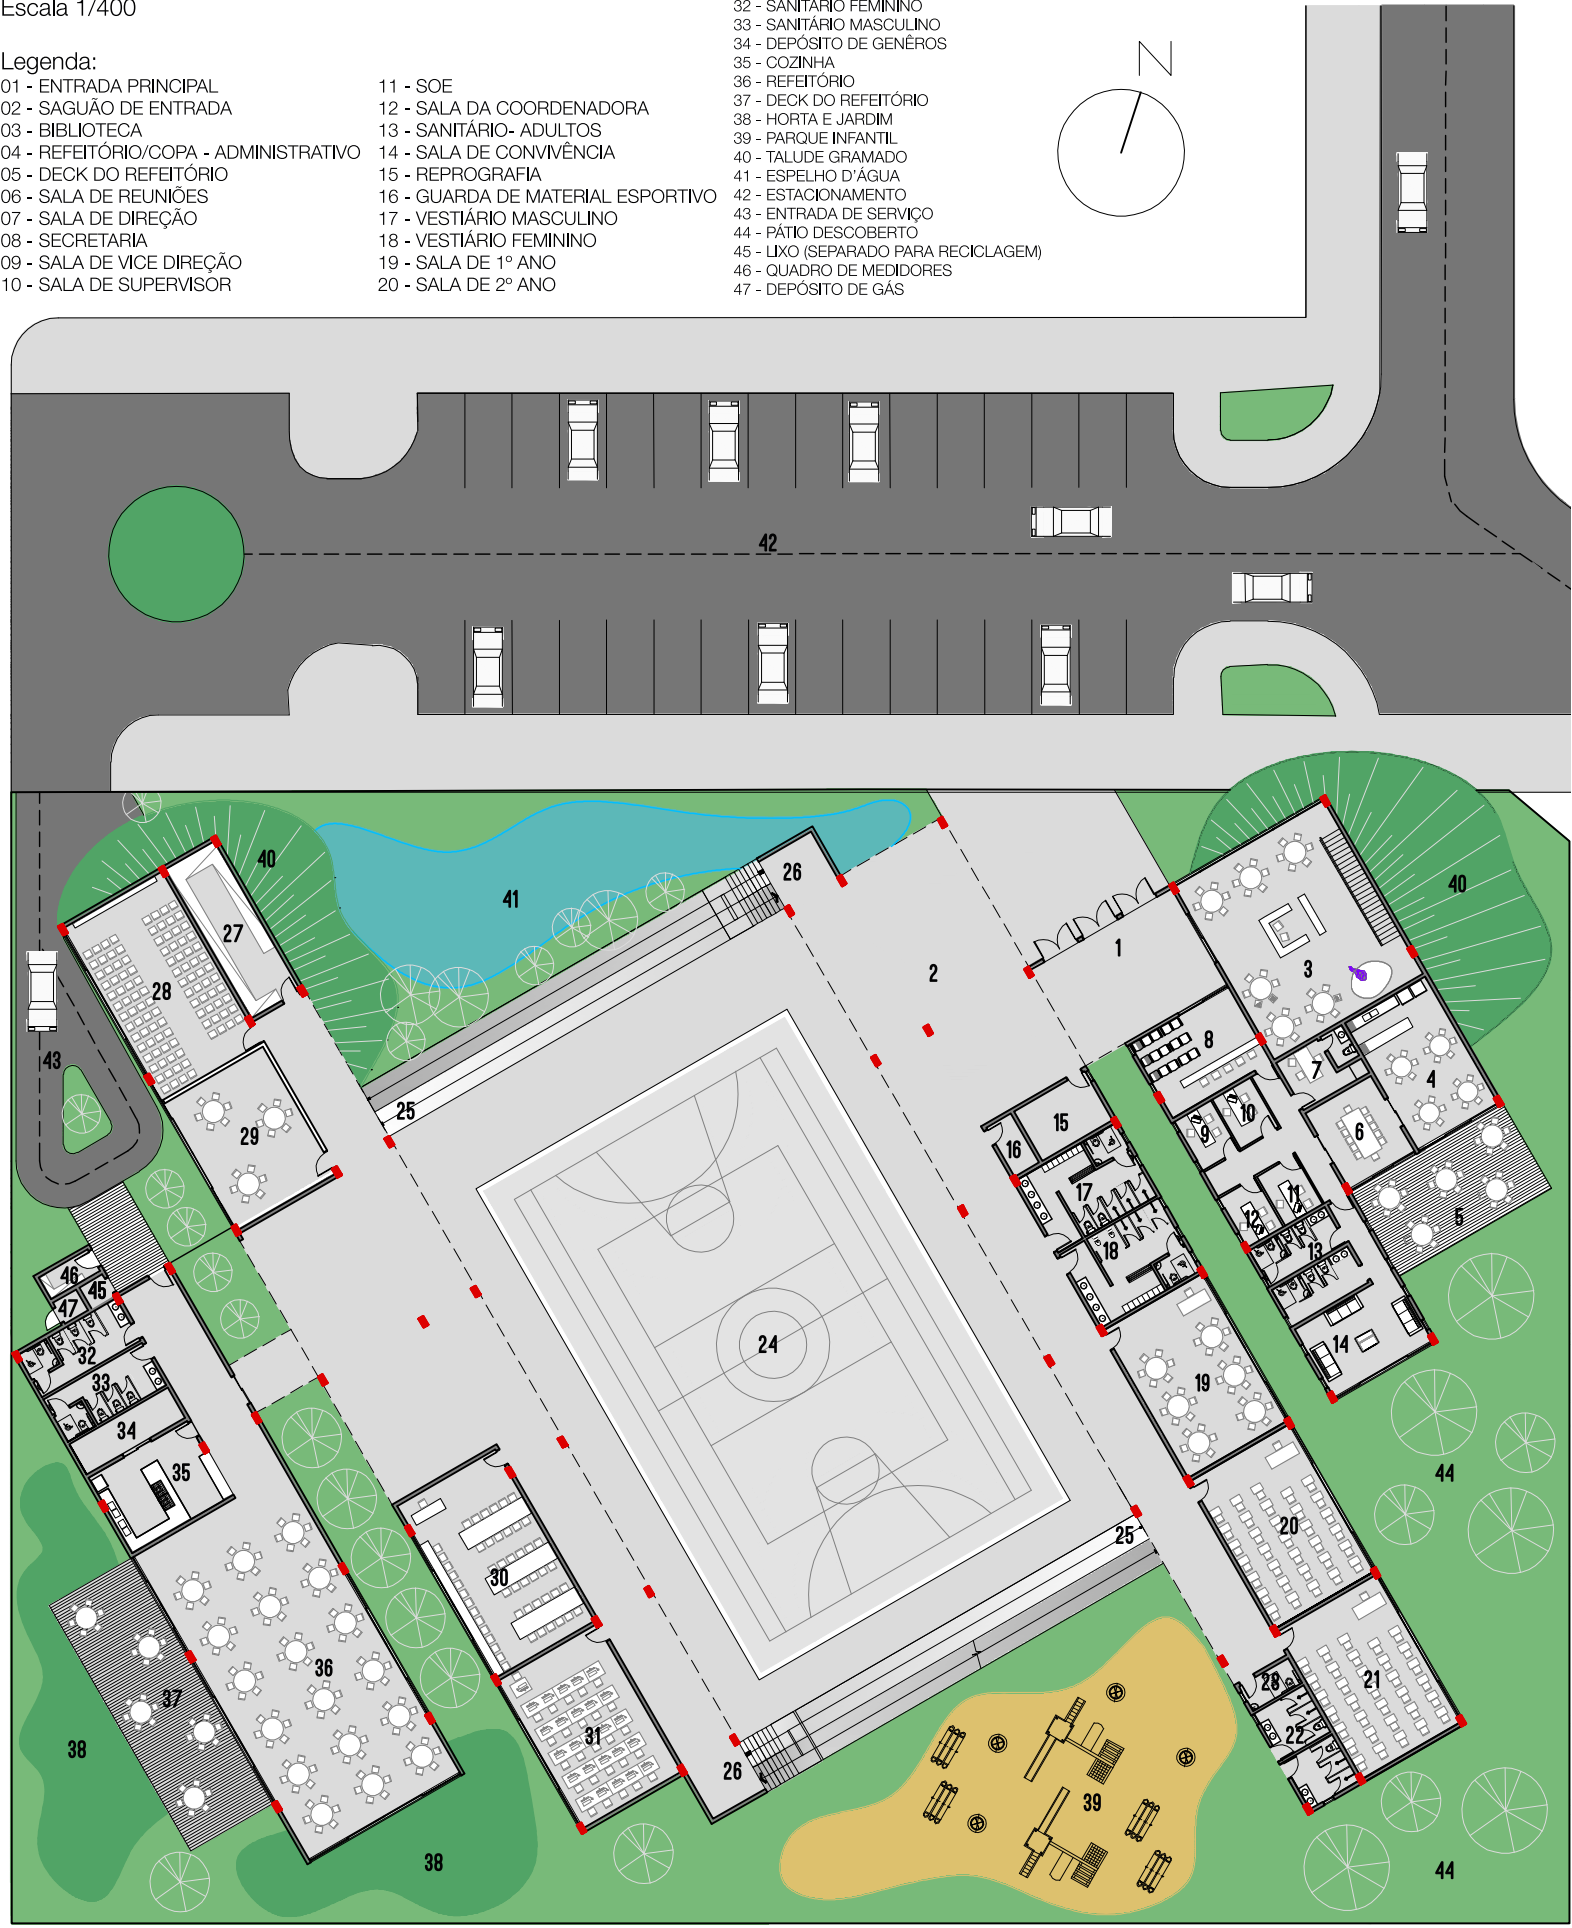 Escala 1/400
Legenda:
01 - ENTRADA PRINCIPAL
02 - SAGUÃO DE ENTRADA
03 - BIBLIOTECA
04 - REFEITÓRIO/COPA - ADMINISTRATIVO
05 - DECK DO REFEITÓRIO
06 - SALA DE REUNIÕES
07 - SALA DE DIREÇÃO
08 - SECRETARIA
09 - SALA DE VICE DIREÇÃO
10 - SALA DE SUPERVISOR
11 - SOE
12 - SALA DA COORDENADORA
13 - SANITÁRIO- ADULTOS
14 - SALA DE CONVIVÊNCIA
15 - REPROGRAFIA
16 - GUARDA DE MATERIAL ESPORTIVO
17 - VESTIÁRIO MASCULINO
18 - VESTIÁRIO FEMININO
19 - SALA DE 1º ANO
20 - SALA DE 2º ANO
32 - SANITÁRIO FEMININO
33 - SANITÁRIO MASCULINO
34 - DEPÓSITO DE GENÊROS
35 - COZINHA
36 - REFEITÓRIO
37 - DECK DO REFEITÓRIO
38 - HORTA E JARDIM
39 - PARQUE INFANTIL
40 - TALUDE GRAMADO
41 - ESPELHO D'ÁGUA
42 - ESTACIONAMENTO
43 - ENTRADA DE SERVIÇO
44 - PÁTIO DESCOBERTO
45 - LIXO (SEPARADO PARA RECICLAGEM)
46 - QUADRO DE MEDIDORES
47 - DEPÓSITO DE GÁS
N
42
40
26
40
41
27
28
2
1
3
43
25
29
8
7
4
15
16
9
10
6
17
18
11
12
13
5
46
45
47
32
33
34
35
24
14
19
44
20
25
30
36
37
31
38
26
28
22
21
39
38
44